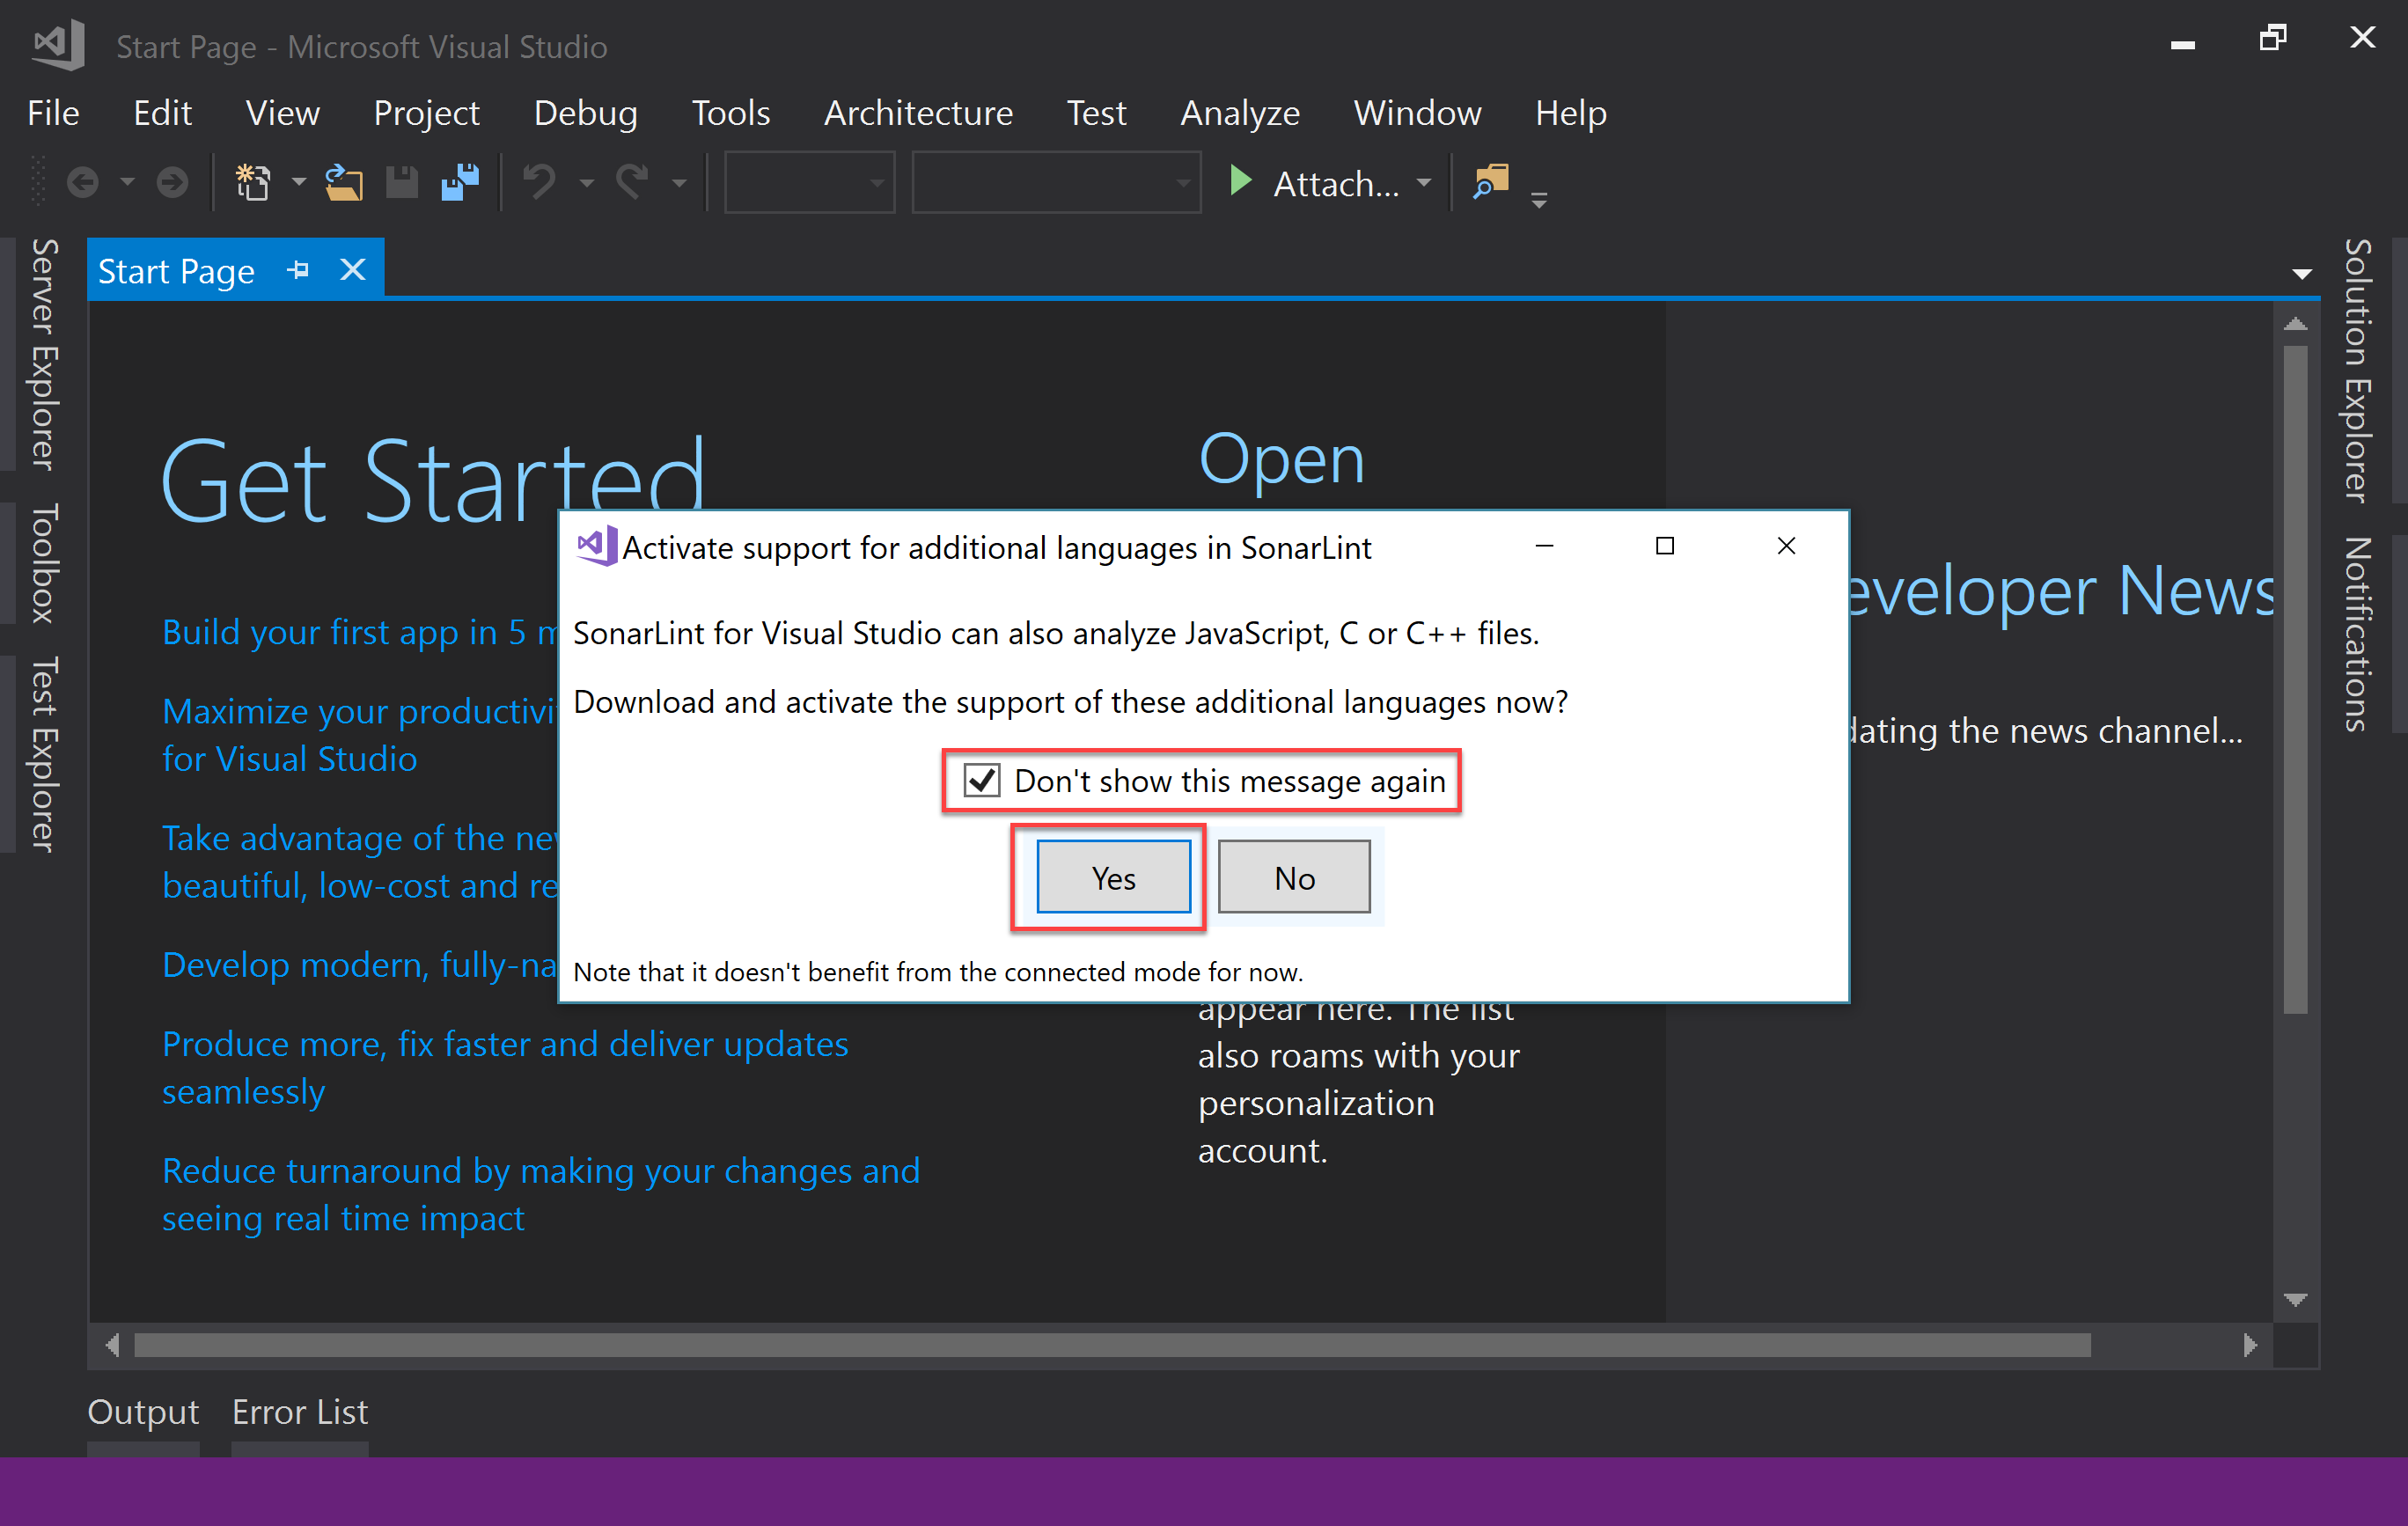 Start Page - Microsoft Visual Studio
File Edit View Project Debug Tools Architecture Test Analyze Window Help
Attach...
Server Explorer
Toolbox
Test Explorer
Start Page
Get Started
Build your first app in 5 m
Maximize your productivi
for Visual Studio
Take advantage of the ne
beautiful, low-cost and re
Develop modern, fully-na
Produce more, fix faster and deliver updates
seamlessly
Reduce turnaround by making your changes and
seeing real time impact
Open
appear here. The list
also roams with your
personalization
account.
eveloper News
dating the news channel...
Activate support for additional languages in SonarLint
SonarLint for Visual Studio can also analyze JavaScript, C or C++ files.
Download and activate the support of these additional languages now?
Don't show this message again
Yes No
Note that it doesn't benefit from the connected mode for now.
Solution Explorer
Notifications
Output Error List